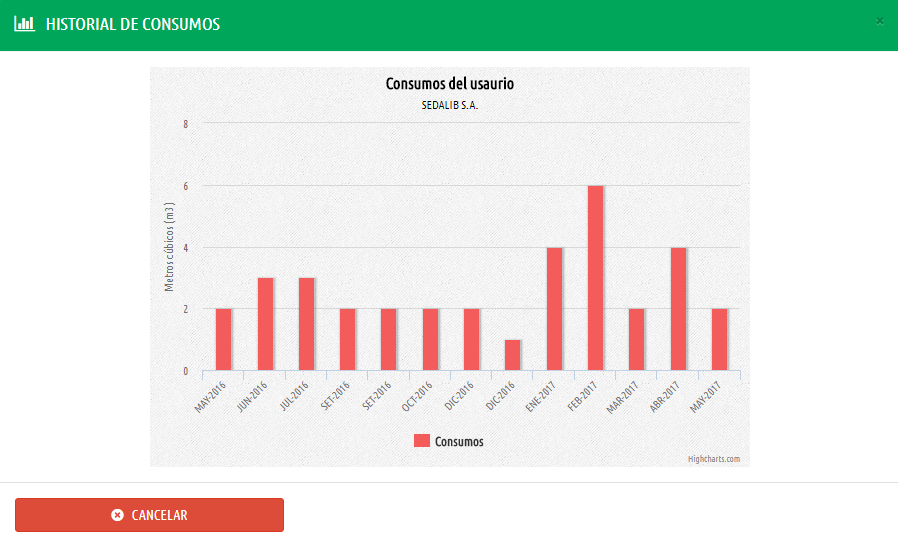 HISTORIAL DE CONSUMOS
×
Consumos del usaurio
SEDALIB S.A.
8
6
4
2
0
Metros cúbicos (m3)
MAY-2016
JUN-2016
JUL-2016
SET-2016
SET-2016
OCT-2016
DIC-2016
DIC-2016
ENE-2017
FEB-2017
MAR-2017
ABR-2017
MAY-2017
Consumos
Highcharts.com
CANCELAR